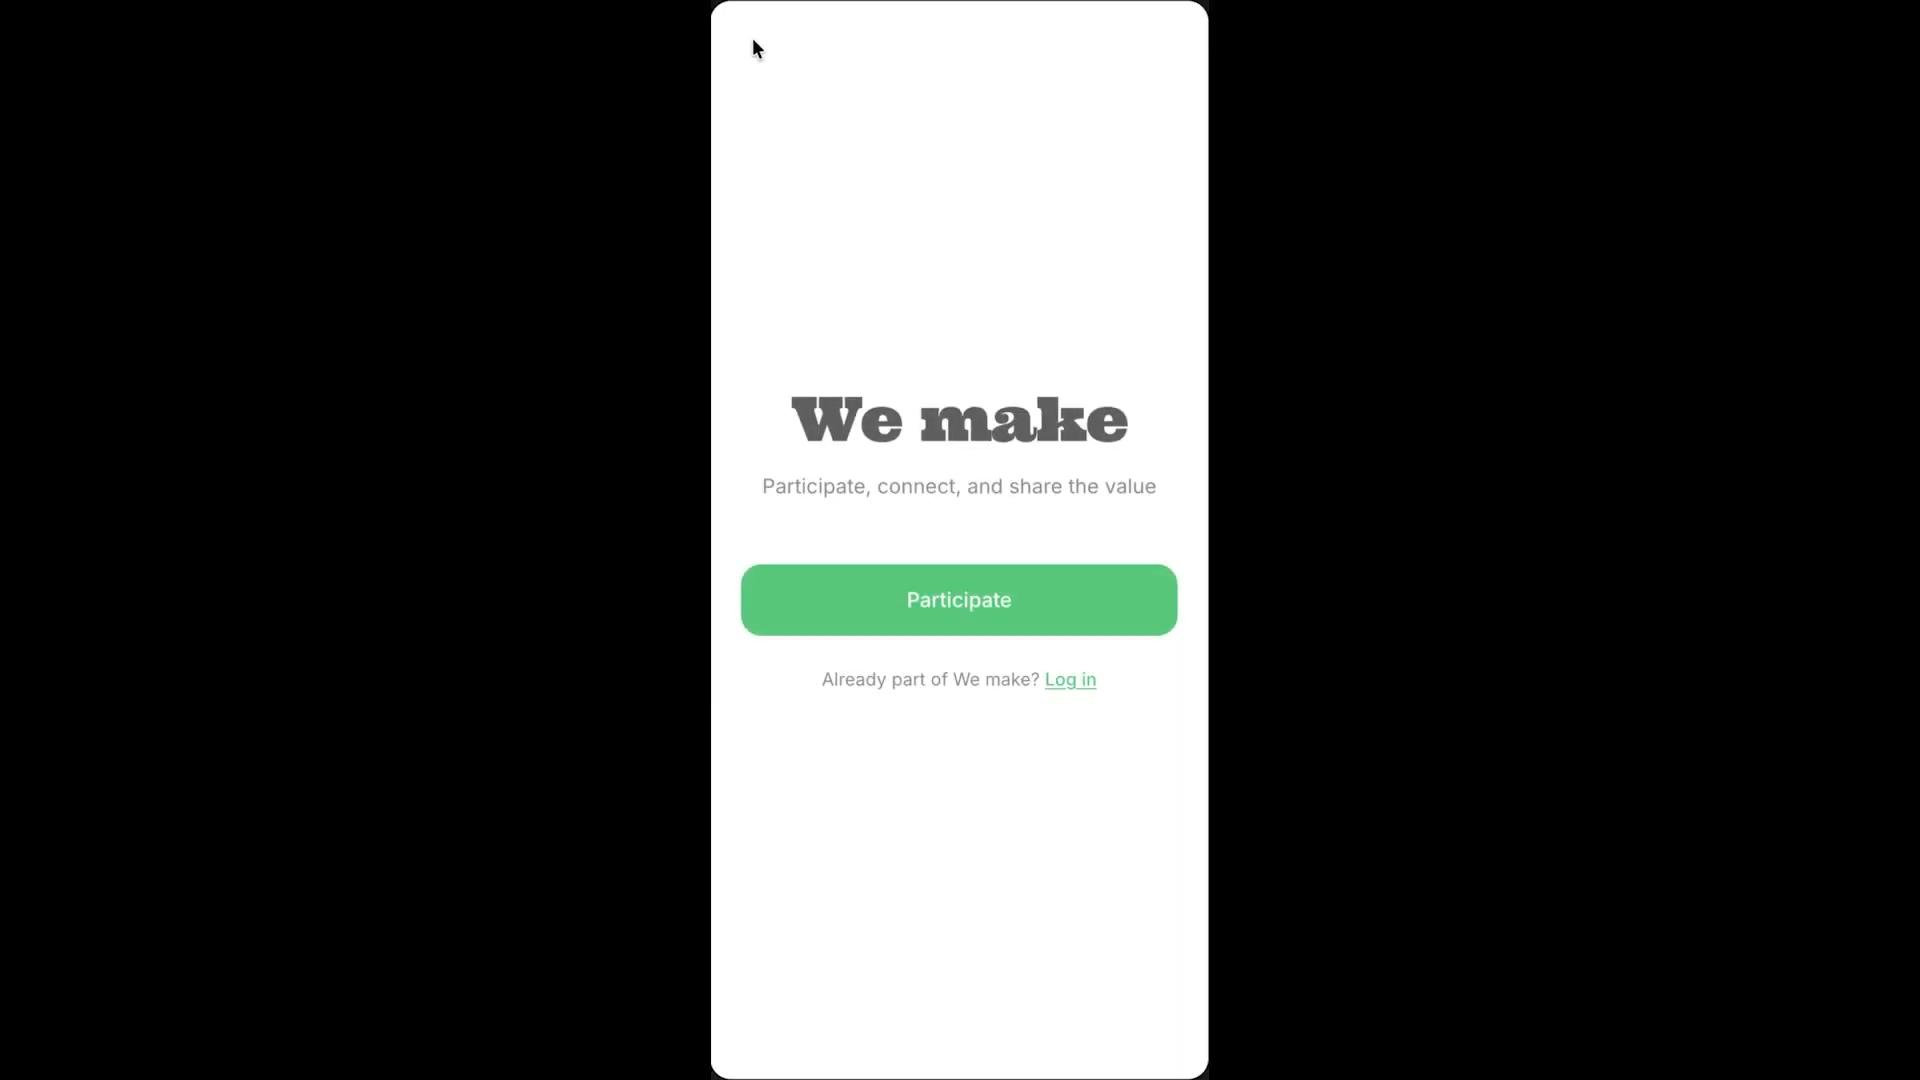 We make
Participate, connect, and share the value
Participate
Already part of We make? Log in